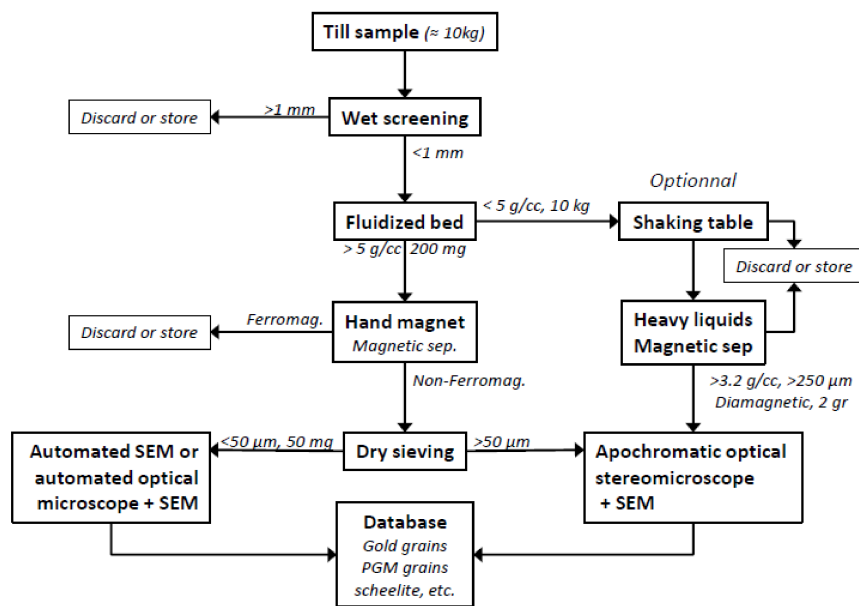 Till sample (≈ 10kg)
>1 mm
Discard or store
Wet screening
<1 mm
Optionnal
< 5 g/cc, 10 kg
Fluidized bed
Shaking table
> 5 g/cc 200 mg
Discard or store
Ferromag.
Discard or store
Hand magnet
Magnetic sep.
Heavy liquids
Magnetic sep
Non-Ferromag.
>3.2 g/cc, >250 µm
Diamagnetic, 2 gr
<50 µm, 50 mg
Dry sieving
>50 µm
Automated SEM or
automated optical
microscope + SEM
Apochromatic optical
stereomicroscope
+ SEM
Database
Gold grains
PGM grains
scheelite, etc.